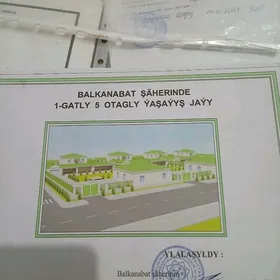 BALKANABAT ŞÄHERINDE
1-GATLY 5 OTAGLY ÝAŞAÝYŞ JAÝY
YLALAŞYLDY:
Balkanabat şäherinin